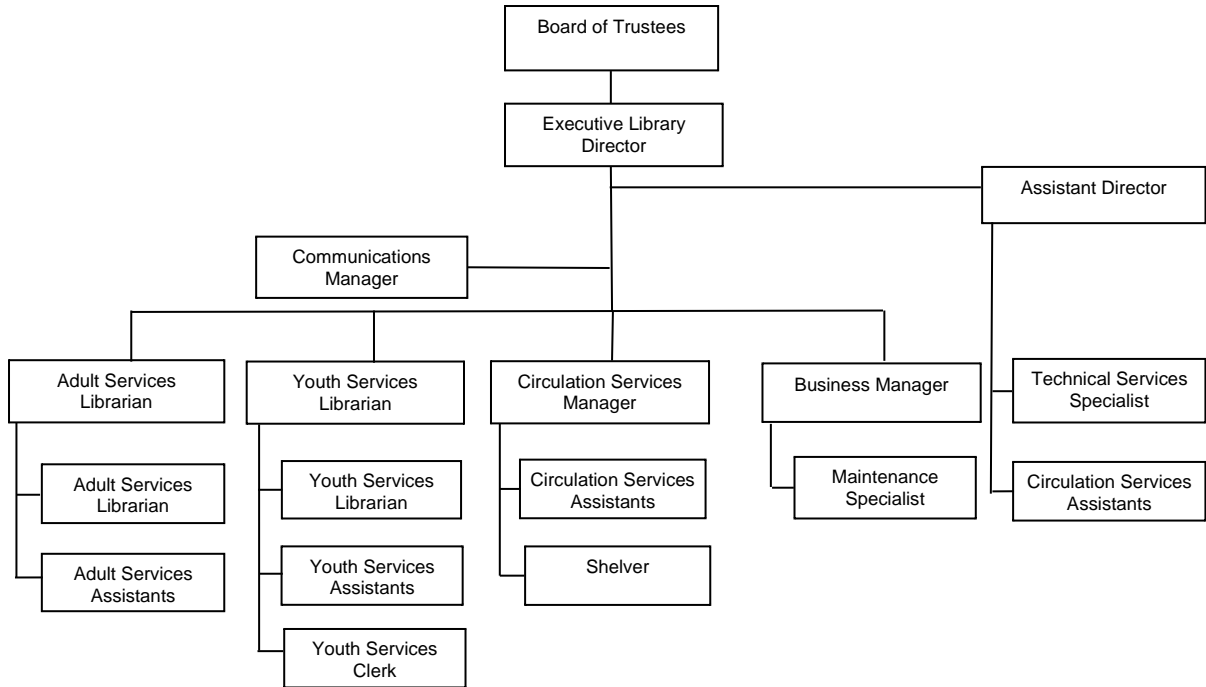 Board of Trustees
Executive Library
Director
Assistant Director
Communications
Manager
Adult Services
Librarian
Youth Services
Librarian
Circulation Services
Manager
Business Manager
Technical Services
Specialist
Adult Services
Librarian
Youth Services
Librarian
Circulation Services
Assistants
Maintenance
Specialist
Circulation Services
Assistants
Adult Services
Assistants
Youth Services
Assistants
Shelver
Youth Services
Clerk